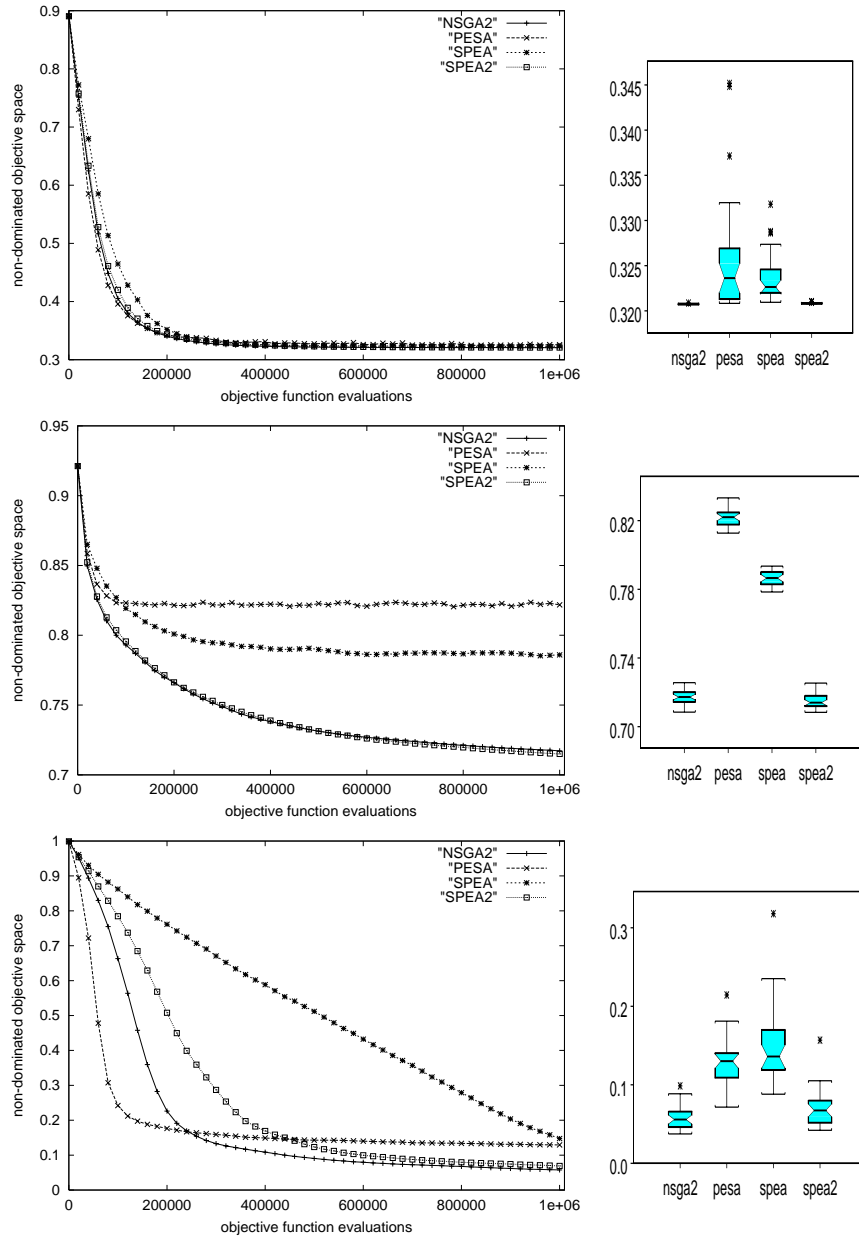 0.9
0.8
0.7
0.6
0.5
0.4
0.3
0
200000
400000
600000
800000
1e+06
non-dominated objective space
objective function evaluations
"NSGA2"
"PESA"
"SPEA"
"SPEA2"
0.345
0.340
0.335
0.330
0.325
0.320
nsga2
pesa
spea
spea2
0.95
0.9
0.85
0.8
0.75
0.7
0
200000
400000
600000
800000
1e+06
non-dominated objective space
objective function evaluations
"NSGA2"
"PESA"
"SPEA"
"SPEA2"
0.82
0.78
0.74
0.70
nsga2
pesa
spea
spea2
1
0.9
0.8
0.7
0.6
0.5
0.4
0.3
0.2
0.1
0
0
200000
400000
600000
800000
1e+06
non-dominated objective space
objective function evaluations
"NSGA2"
"PESA"
"SPEA"
"SPEA2"
0.3
0.2
0.1
0.0
nsga2
pesa
spea
spea2